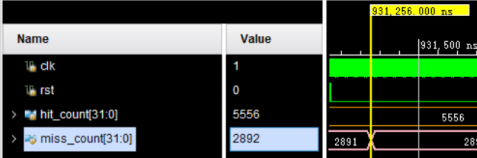 931,256.000 ns
Name Value
931,500 ns
clk 1
rst 0
hit_count[31:0] 5556 5556
miss_count[31:0] 2892 2891 289